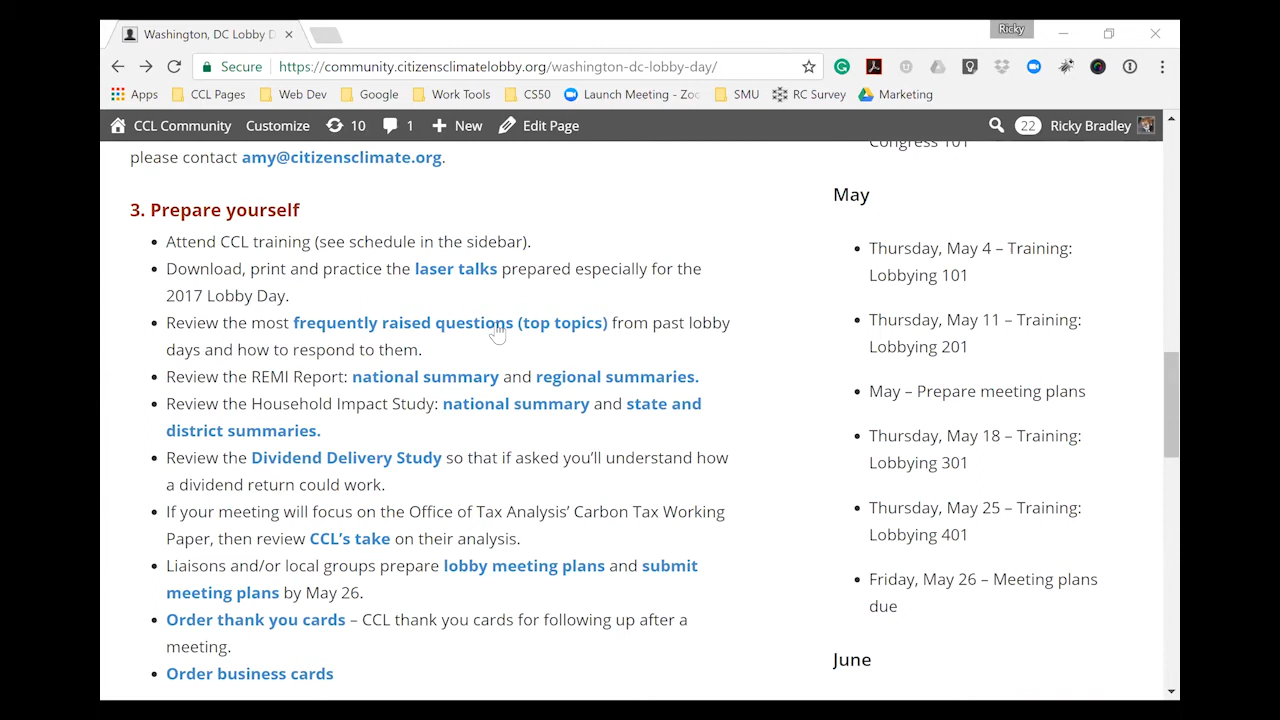 Washington, DC Lobby D
Ricky
Secure
https://community.citizensclimatelobby.org/washington-dc-lobby-day/
Apps CCL Pages Web Dev Google Work Tools CS50 Launch Meeting - Zoo SMU RC Survey Marketing
CCL Community Customize 10 1 New Edit Page 22 Ricky Bradley
please contact amy@citizensclimate.org.
3. Prepare yourself
Attend CCL training (see schedule in the sidebar).
Download, print and practice the laser talks prepared especially for the
2017 Lobby Day.
Review the most frequently raised questions (top topics) from past lobby
days and how to respond to them.
Review the REMI Report: national summary and regional summaries.
Review the Household Impact Study: national summary and state and
district summaries.
Review the Dividend Delivery Study so that if asked you’ll understand how
a dividend return could work.
If your meeting will focus on the Office of Tax Analysis’ Carbon Tax Working
Paper, then review CCL’s take on their analysis.
Liaisons and/or local groups prepare lobby meeting plans and submit
meeting plans by May 26.
Order thank you cards – CCL thank you cards for following up after a
meeting.
Order business cards
Congress 101
May
Thursday, May 4 – Training:
Lobbying 101
Thursday, May 11 – Training:
Lobbying 201
May – Prepare meeting plans
Thursday, May 18 – Training:
Lobbying 301
Thursday, May 25 – Training:
Lobbying 401
Friday, May 26 – Meeting plans
due
June